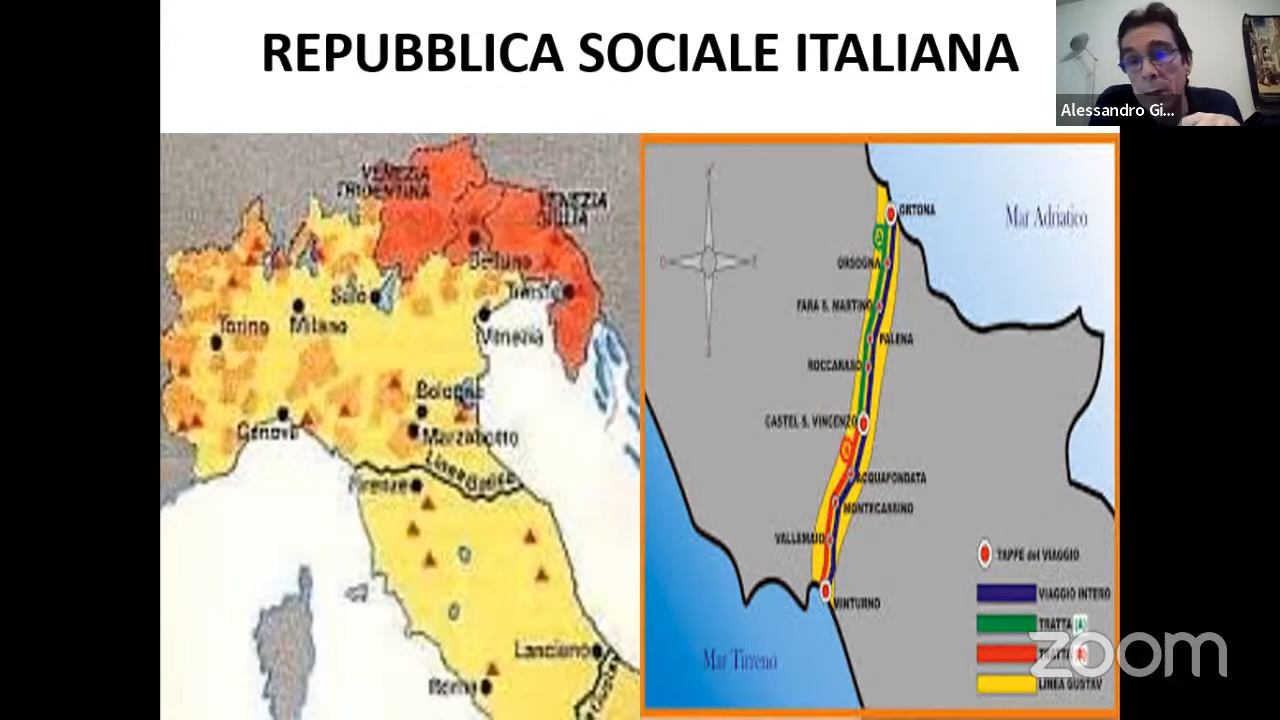 REPUBBLICA SOCIALE ITALIANA
Alessandro Gi...
VENEZIA
TRIDENTINA
VENEZIA
GIULIA
Belluno
Salò
Trieste
Torino
Milano
Venezia
Bologna
Genova
Marzabotto
Linea Gotica
Firenze
Lanciano
Roma
Mar Adriatico
ORTONA
ORSOGNA
FARA S. MARTINO
PALENA
ROCCARASO
CASTEL S. VINCENZO
ACQUAFONDATA
MONTECASSINO
VALLEMAIO
MINTURNO
Mar Tirreno
TAPPE del VIAGGIO
VIAGGIO INTERO
TRATTA (A)
TRATTA (B)
LINEA GUSTAV
zoom